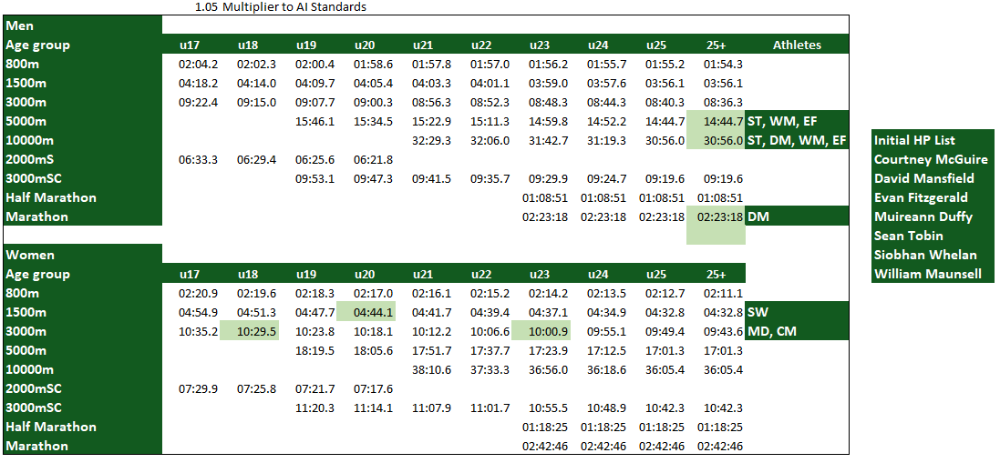 1.05 Multiplier to AI Standards
Men
Age group u17 u18 u19 u20 u21 u22 u23 u24 u25 25+ Athletes
800m 02:04.2 02:02.3 02:00.4 01:58.6 01:57.8 01:57.0 01:56.2 01:55.7 01:55.2 01:54.3
1500m 04:18.2 04:14.0 04:09.7 04:05.4 04:03.3 04:01.1 03:59.0 03:57.6 03:56.1 03:56.1
3000m 09:22.4 09:15.0 09:07.7 09:00.3 08:56.3 08:52.3 08:48.3 08:44.3 08:40.3 08:36.3
5000m 15:46.1 15:34.5 15:22.9 15:11.3 14:59.8 14:52.2 14:44.7 14:44.7 ST, WM, EF
10000m 32:29.3 32:06.0 31:42.7 31:19.3 30:56.0 30:56.0 ST, DM, WM, EF
2000mS 06:33.3 06:29.4 06:25.6 06:21.8
3000mSC 09:53.1 09:47.3 09:41.5 09:35.7 09:29.9 09:24.7 09:19.6 09:19.6
Half Marathon 01:08:51 01:08:51 01:08:51 01:08:51
Marathon 02:23:18 02:23:18 02:23:18 02:23:18 DM
Women
Age group u17 u18 u19 u20 u21 u22 u23 u24 u25 25+
800m 02:20.9 02:19.6 02:18.3 02:17.0 02:16.1 02:15.2 02:14.2 02:13.5 02:12.7 02:11.1
1500m 04:54.9 04:51.3 04:47.7 04:44.1 04:41.7 04:39.4 04:37.1 04:34.9 04:32.8 04:32.8 SW
3000m 10:35.2 10:29.5 10:23.8 10:18.1 10:12.2 10:06.6 10:00.9 09:55.1 09:49.4 09:43.6 MD, CM
5000m 18:19.5 18:05.6 17:51.7 17:37.7 17:23.9 17:12.5 17:01.3 17:01.3
10000m 38:10.6 37:33.3 36:56.0 36:18.6 36:05.4 36:05.4
2000mSC 07:29.9 07:25.8 07:21.7 07:17.6
3000mSC 11:20.3 11:14.1 11:07.9 11:01.7 10:55.5 10:48.9 10:42.3 10:42.3
Half Marathon 01:18:25 01:18:25 01:18:25 01:18:25
Marathon 02:42:46 02:42:46 02:42:46 02:42:46
Initial HP List
Courtney McGuire
David Mansfield
Evan Fitzgerald
Muireann Duffy
Sean Tobin
Siobhan Whelan
William Maunsell